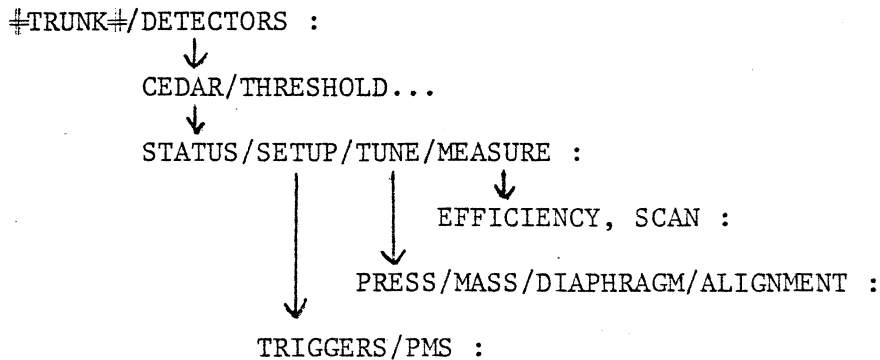 ⧧TRUNK⧧/DETECTORS :
CEDAR/THRESHOLD...
STATUS/SETUP/TUNE/MEASURE :
EFFICIENCY, SCAN :
PRESS/MASS/DIAPHRAGM/ALIGNMENT :
TRIGGERS/PMS :